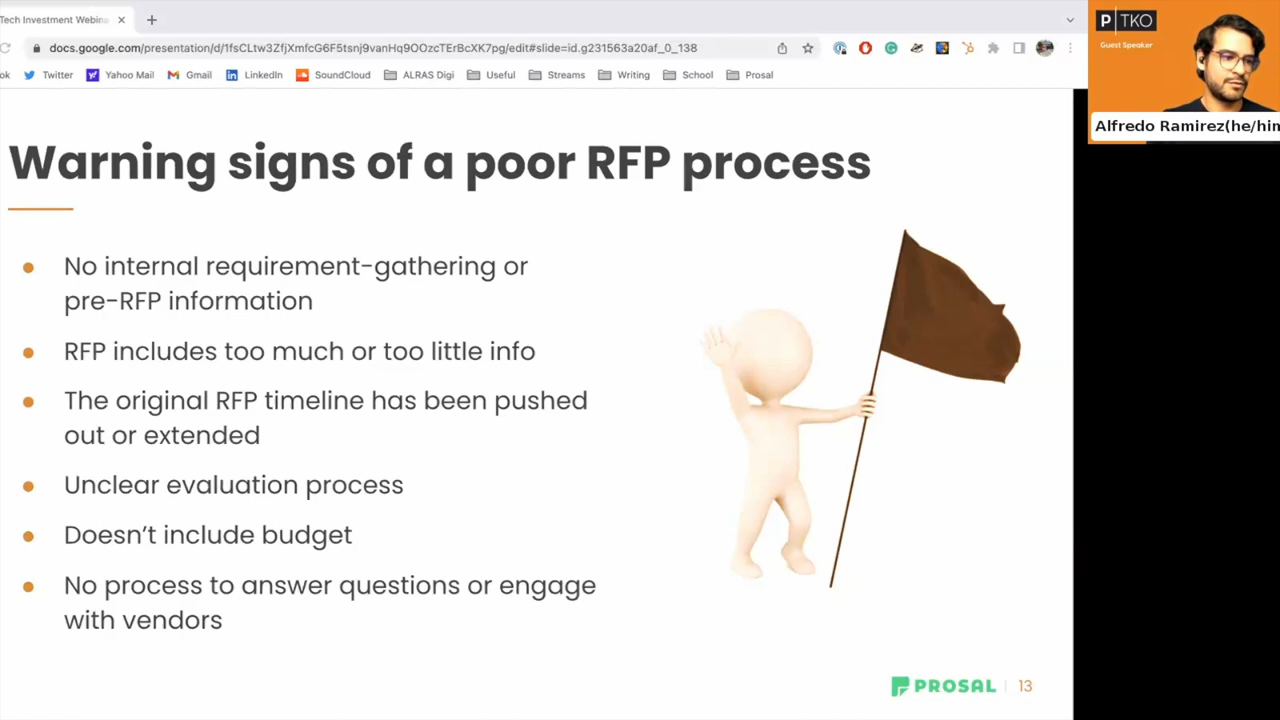 Tech Investment Webina
docs.google.com/presentation/d/1fsCLtw3ZfjXmfcG6F5tsnj9vanHq9OOzcTErBcXK7pg/edit#slide=id.g231563a20af_0_138
ok Twitter Yahoo Mail Gmail LinkedIn SoundCloud ALRAS Digi Useful Streams Writing School Prosal
P TKO
Guest Speaker
Alfredo Ramirez(he/him
Warning signs of a poor RFP process
No internal requirement-gathering or
pre-RFP information
RFP includes too much or too little info
The original RFP timeline has been pushed
out or extended
Unclear evaluation process
Doesn't include budget
No process to answer questions or engage
with vendors
PROSAL 13